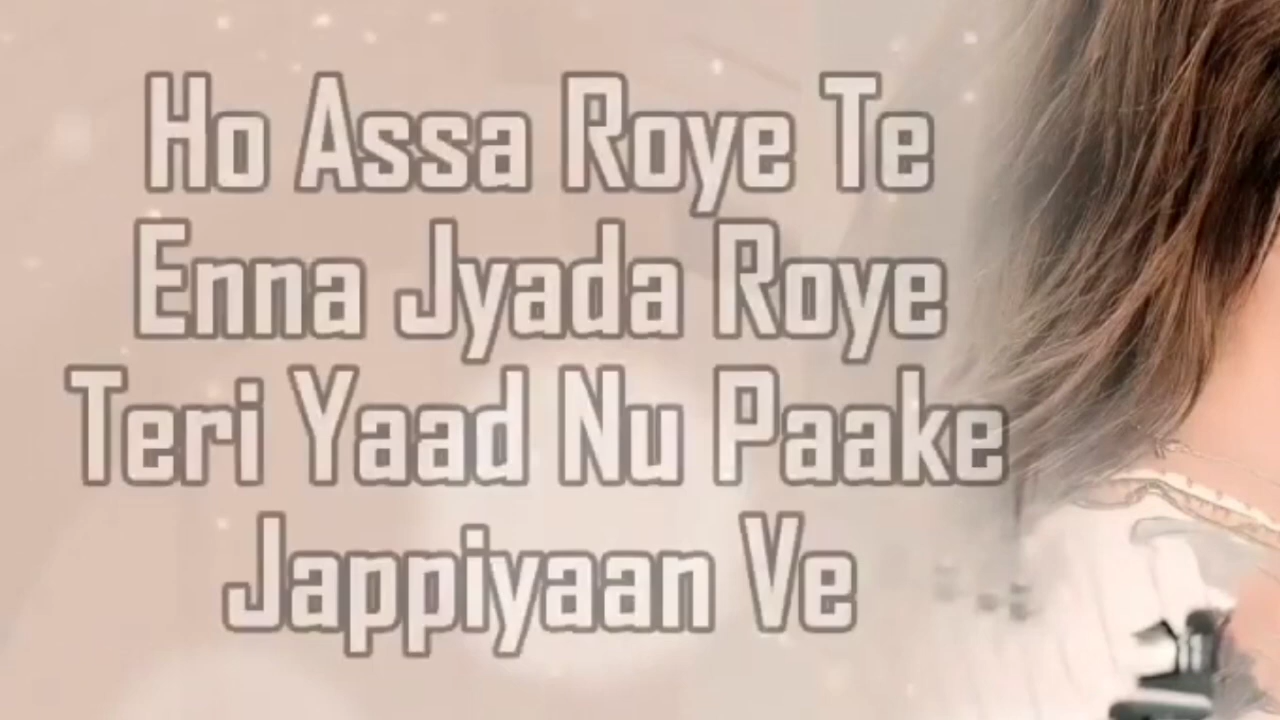 Ho Assa Roye Te
Enna Jyada Roye
Teri Yaad Nu Paake
Jappiyaan Ve